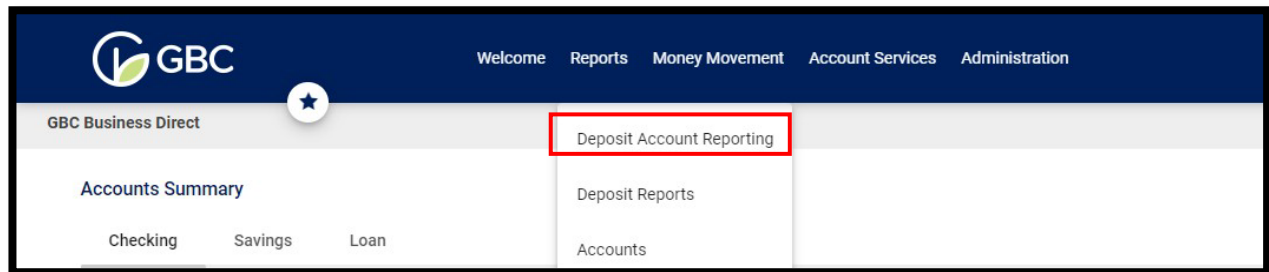 GBC
Welcome Reports Money Movement Account Services Administration
GBC Business Direct
Deposit Account Reporting
Deposit Reports
Accounts
Accounts Summary
Checking Savings Loan